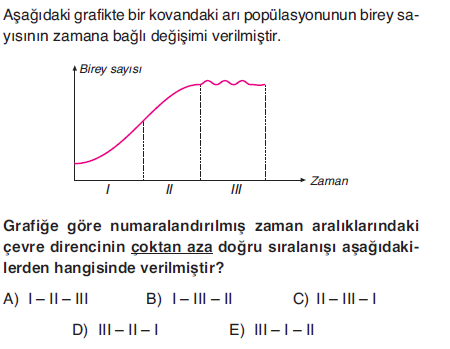 Aşağıdaki grafikte bir kovandaki arı popülasyonunun birey sa-
yısının zamana bağlı değişimi verilmiştir.
Birey sayısı
Zaman
I II III
Grafiğe göre numaralandırılmış zaman aralıklarındaki
çevre direncinin çoktan aza doğru sıralanışı aşağıdaki-
lerden hangisinde verilmiştir?
A) I – II – III B) I – III – II C) II – III – I
D) III – II – I E) III – I – II